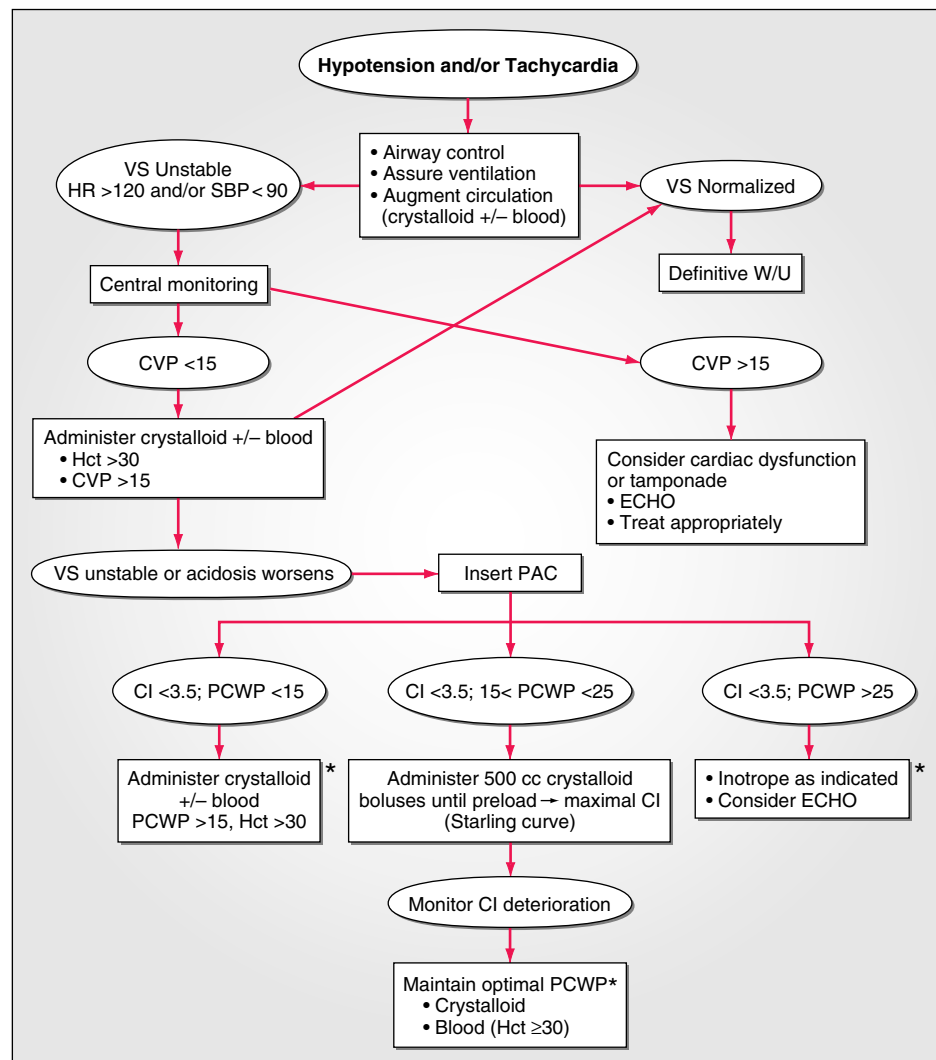 Hypotension and/or Tachycardia
• Airway control
• Assure ventilation
• Augment circulation
(crystalloid +/– blood)
VS Unstable
HR >120 and/or SBP< 90
VS Normalized
Definitive W/U
Central monitoring
CVP <15
CVP >15
Administer crystalloid +/– blood
• Hct >30
• CVP >15
Consider cardiac dysfunction
or tamponade
• ECHO
• Treat appropriately
VS unstable or acidosis worsens
Insert PAC
CI <3.5; PCWP <15
CI <3.5; 15< PCWP <25
CI <3.5; PCWP >25
Administer crystalloid *
+/– blood
PCWP >15, Hct >30
Administer 500 cc crystalloid
boluses until preload → maximal CI
(Starling curve)
• Inotrope as indicated *
• Consider ECHO
Monitor CI deterioration
Maintain optimal PCWP*
• Crystalloid
• Blood (Hct ≥30)